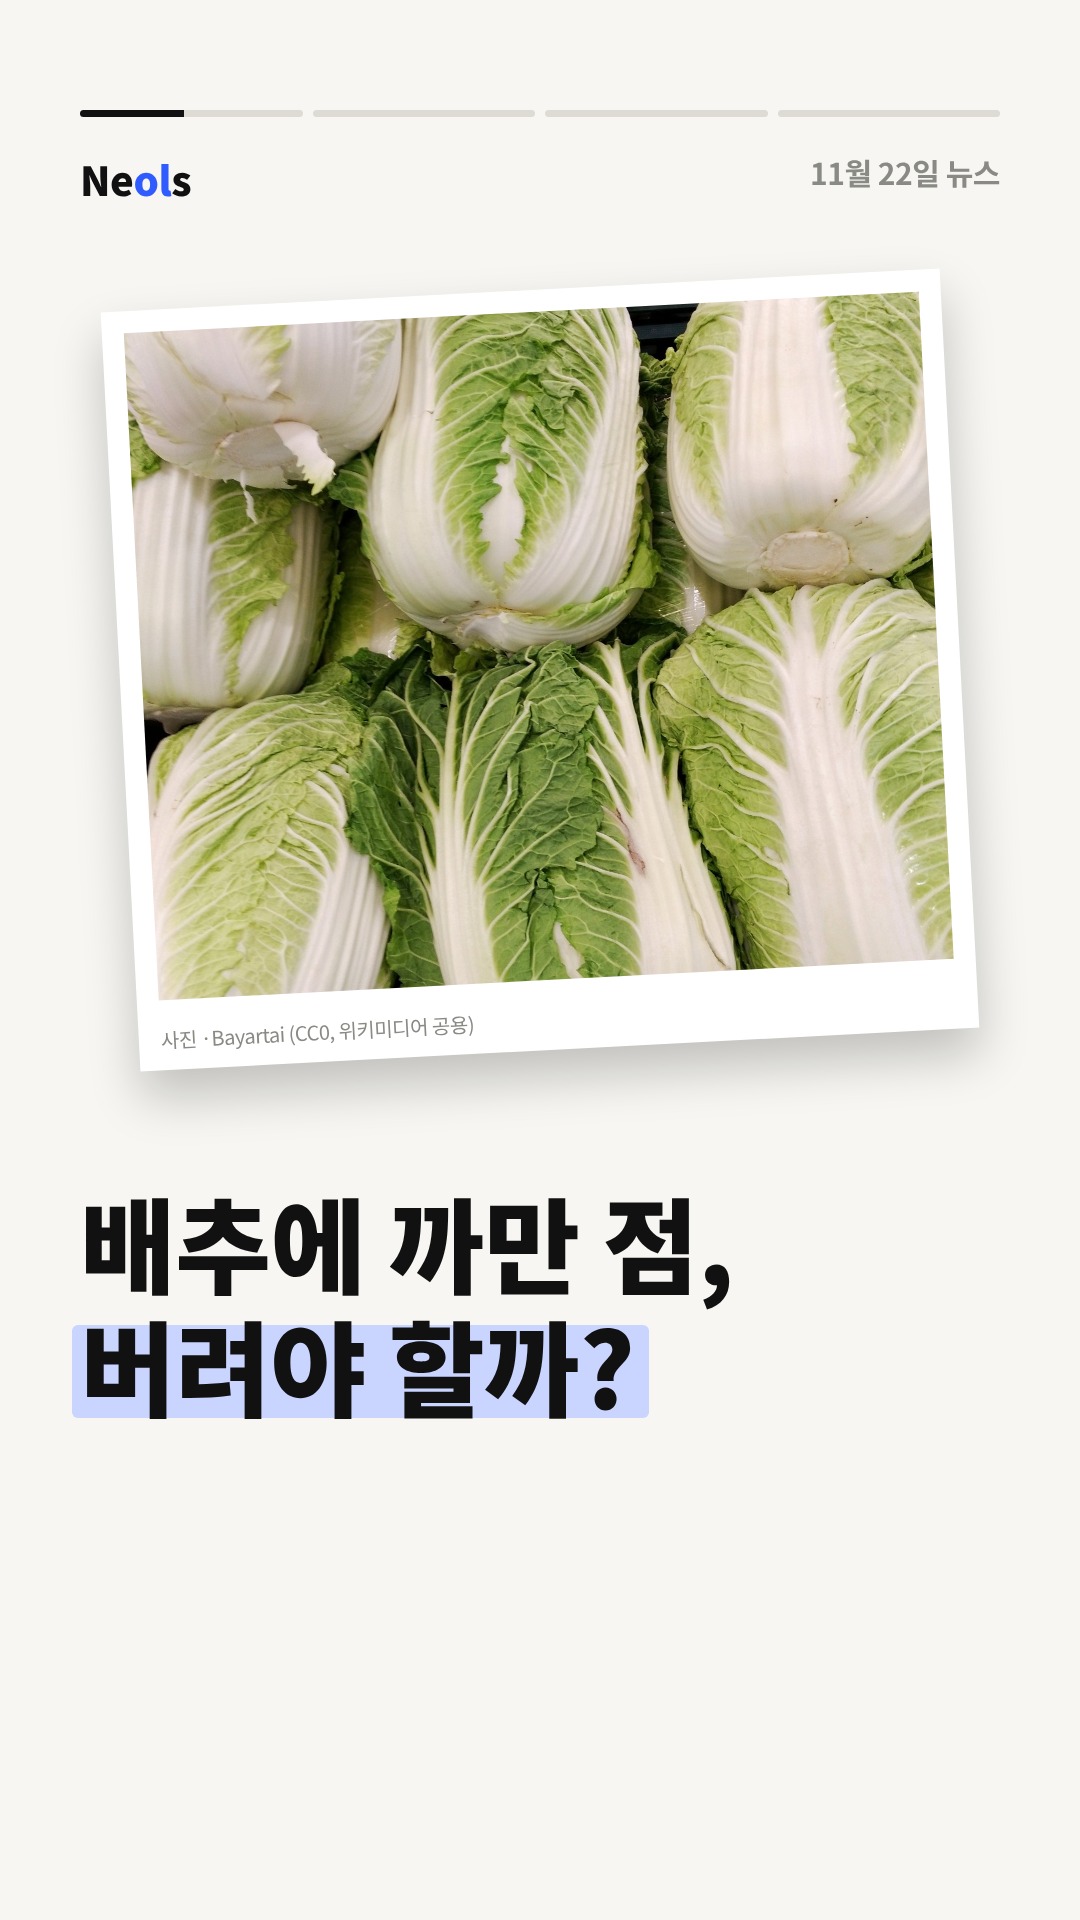 Neols
11월 22일 뉴스
사진 · Bayartai (CC0, 위키미디어 공용)
배추에 까만 점,
버려야 할까?